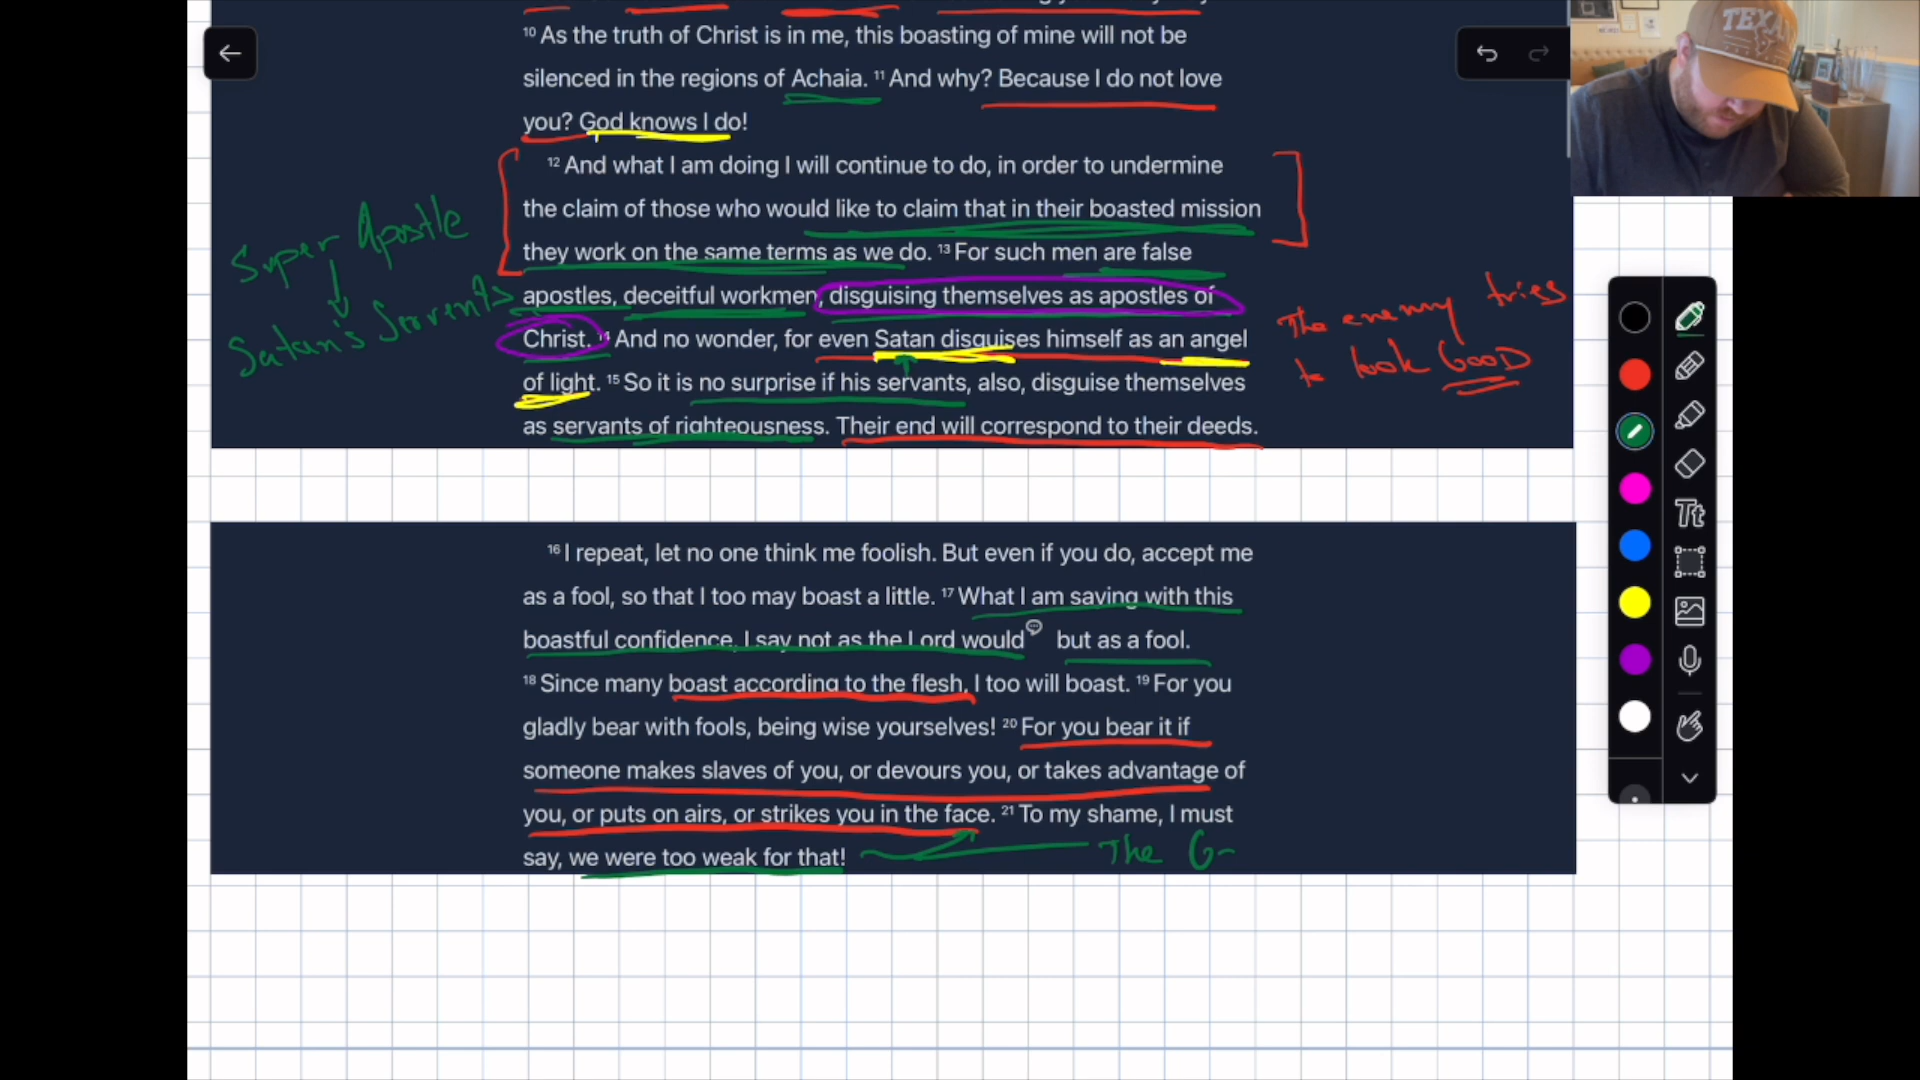 10 As the truth of Christ is in me, this boasting of mine will not be
silenced in the regions of Achaia. 11 And why? Because I do not love
you? God knows I do!
12 And what I am doing I will continue to do, in order to undermine
the claim of those who would like to claim that in their boasted mission
they work on the same terms as we do. 13 For such men are false
apostles, deceitful workmen, disguising themselves as apostles of
Christ. 14 And no wonder, for even Satan disguises himself as an angel
of light. 15 So it is no surprise if his servants, also, disguise themselves
as servants of righteousness. Their end will correspond to their deeds.
Super Apostle
Satan's Servents
The enemy tries
to look GOOD
16 I repeat, let no one think me foolish. But even if you do, accept me
as a fool, so that I too may boast a little. 17 What I am saying with this
boastful confidence, I say not as the Lord would but as a fool.
18 Since many boast according to the flesh, I too will boast. 19 For you
gladly bear with fools, being wise yourselves! 20 For you bear it if
someone makes slaves of you, or devours you, or takes advantage of
you, or puts on airs, or strikes you in the face. 21 To my shame, I must
say, we were too weak for that!
The G
Tt
TEXAS